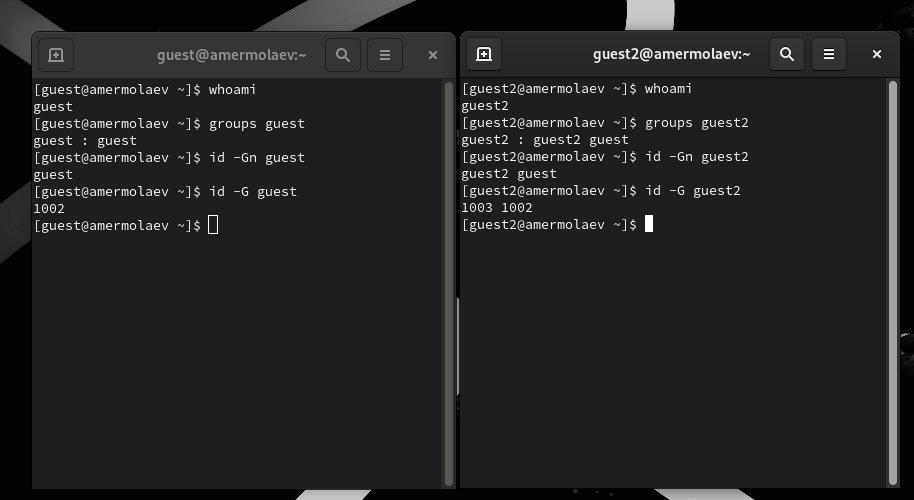 guest@amermolaev:~
[guest@amermolaev ~]$ whoami
guest
[guest@amermolaev ~]$ groups guest
guest : guest
[guest@amermolaev ~]$ id -Gn guest
guest
[guest@amermolaev ~]$ id -G guest
1002
[guest@amermolaev ~]$
guest2@amermolaev:~
[guest2@amermolaev ~]$ whoami
guest2
[guest2@amermolaev ~]$ groups guest2
guest2 : guest2 guest
[guest2@amermolaev ~]$ id -Gn guest2
guest2 guest
[guest2@amermolaev ~]$ id -G guest2
1003 1002
[guest2@amermolaev ~]$